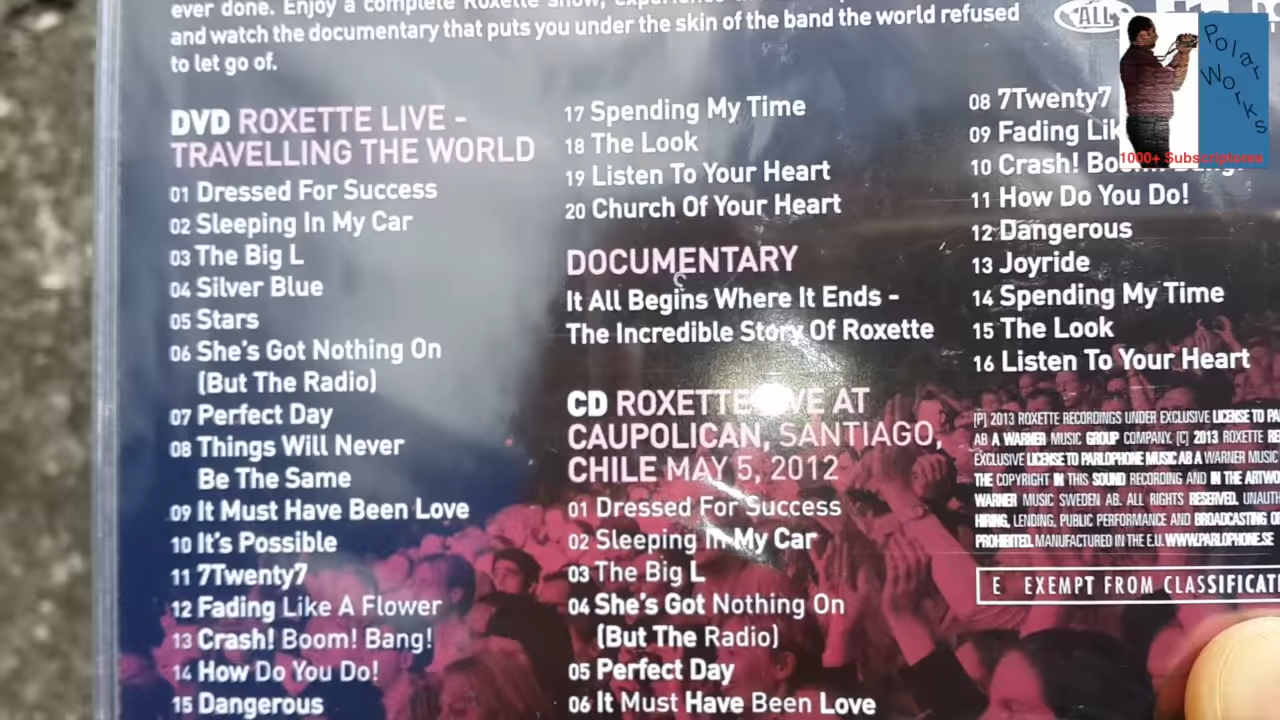 ever done. Enjoy a complete Roxette show,
and watch the documentary that puts you under the skin of the band the world refused
to let go of.
DVD ROXETTE LIVE -
TRAVELLING THE WORLD
01 Dressed For Success
02 Sleeping In My Car
03 The Big L
04 Silver Blue
05 Stars
06 She's Got Nothing On
(But The Radio)
07 Perfect Day
08 Things Will Never
Be The Same
09 It Must Have Been Love
10 It's Possible
11 7Twenty7
12 Fading Like A Flower
13 Crash! Boom! Bang!
14 How Do You Do!
15 Dangerous
17 Spending My Time
18 The Look
19 Listen To Your Heart
20 Church Of Your Heart
DOCUMENTARY
It All Begins Where It Ends -
The Incredible Story Of Roxette
CD ROXETTE LIVE AT
CAUPOLICAN, SANTIAGO,
CHILE MAY 5, 2012
01 Dressed For Success
02 Sleeping In My Car
03 The Big L
04 She's Got Nothing On
(But The Radio)
05 Perfect Day
06 It Must Have Been Love
ALL
08 7Twenty7
09 Fading
10 Crash! Boom! Bang!
11 How Do You Do!
12 Dangerous
13 Joyride
14 Spending My Time
15 The Look
16 Listen To Your Heart
[P] 2013 ROXETTE RECORDINGS UNDER EXCLUSIVE LICENSE TO
AB A WARNER MUSIC GROUP COMPANY. [C] 2013 ROXETTE
EXCLUSIVE LICENSE TO PARLOPHONE MUSIC AB A WARNER MUSIC
THE COPYRIGHT IN THIS SOUND RECORDING AND IN THE
WARNER MUSIC SWEDEN AB. ALL RIGHTS RESERVED.
HIRING, LENDING, PUBLIC PERFORMANCE AND BROADCASTING
PROHIBITED. MANUFACTURED IN THE E.U. WWW.PARLOPHONE.SE
E EXEMPT FROM
Polar
Works
1000+ Subscripteres